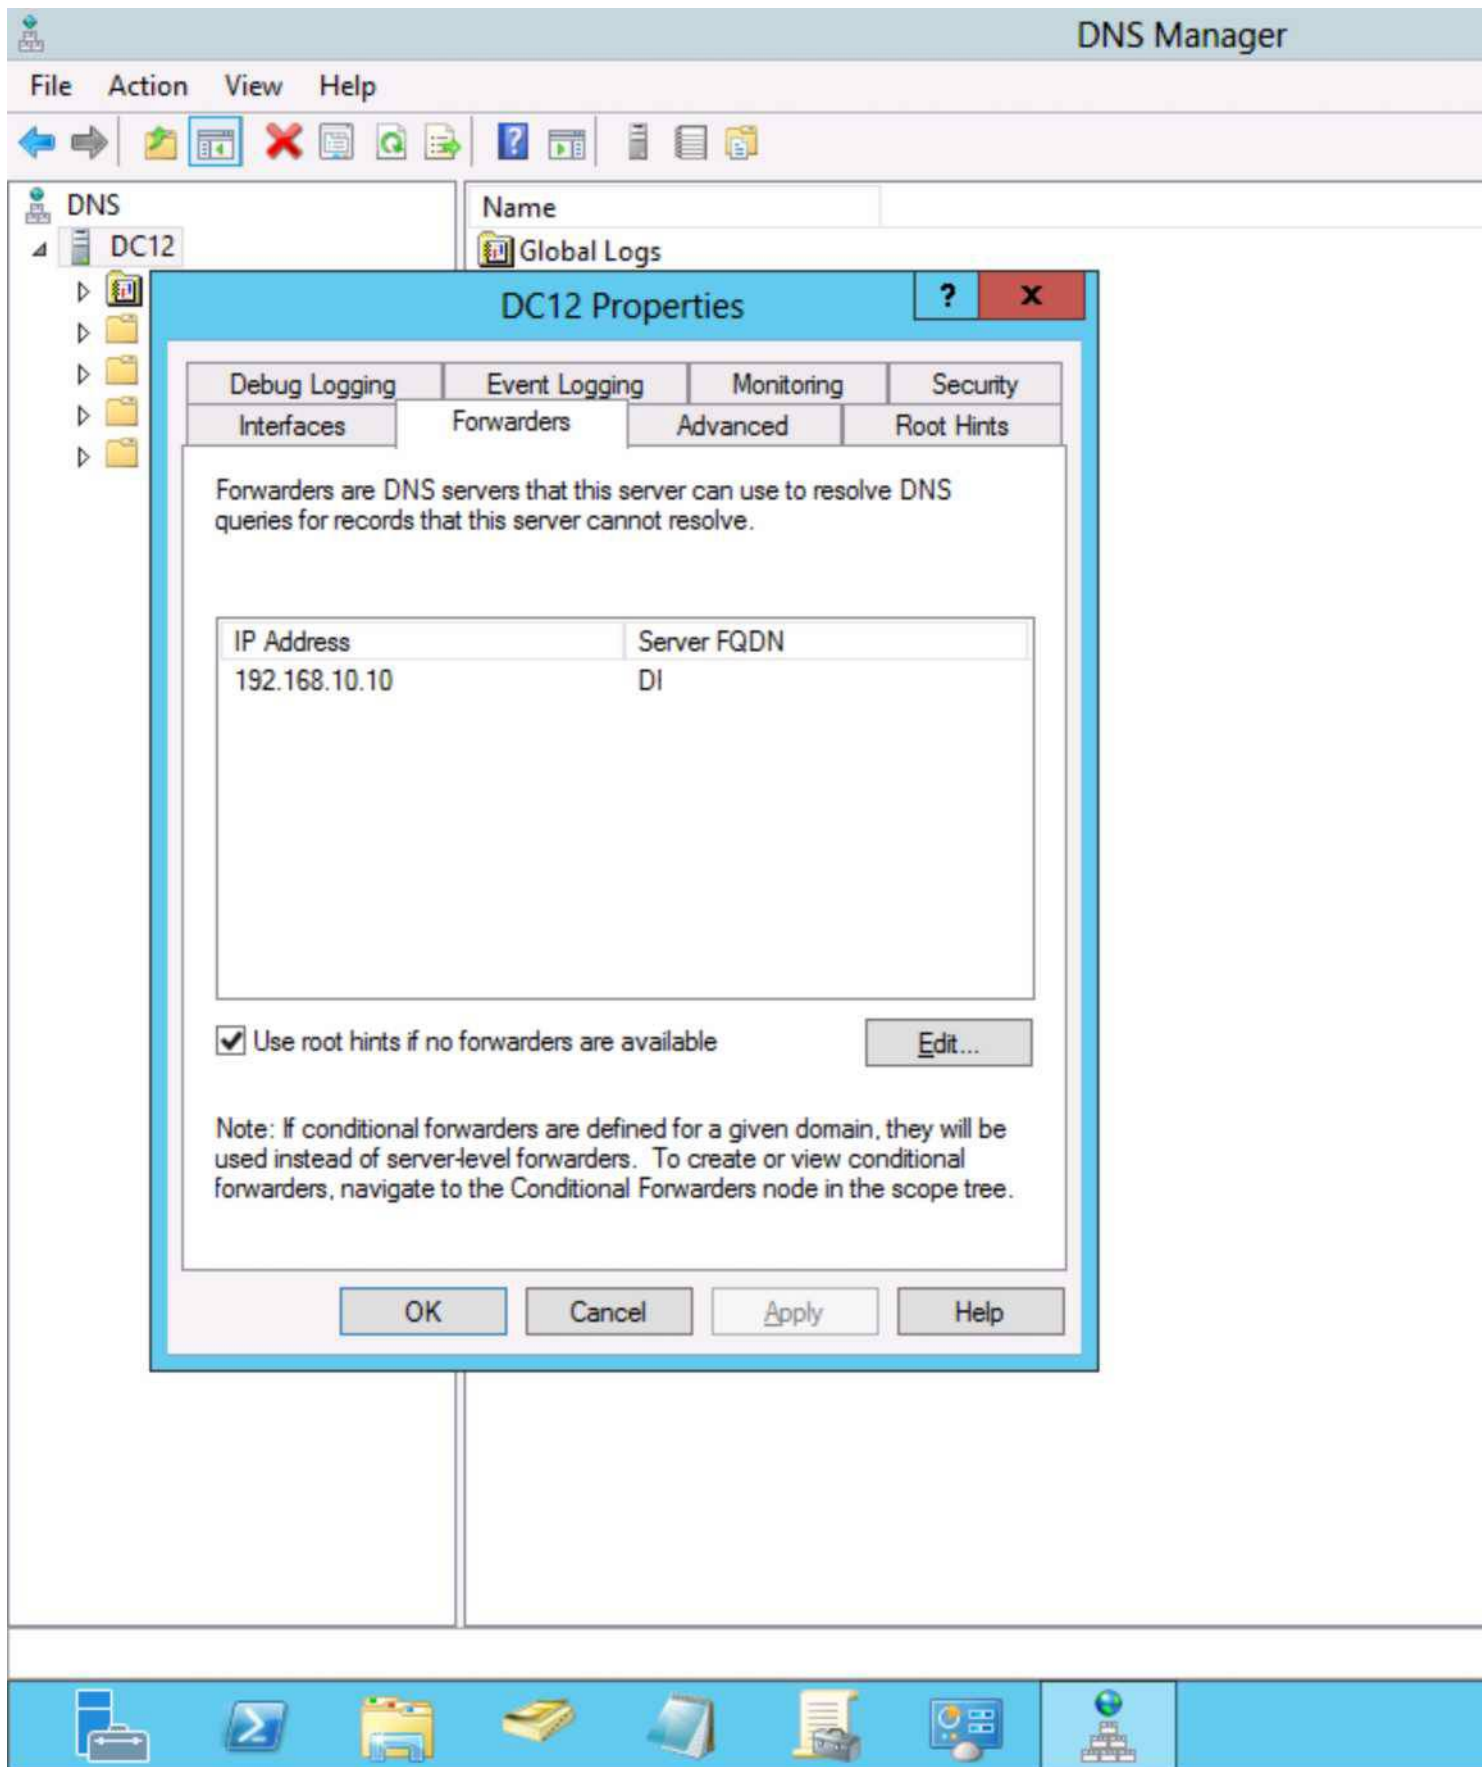 DNS Manager
File Action View Help
DNS
DC12
Name
Global Logs
DC12 Properties
?
x
Debug Logging Event Logging Monitoring Security
Interfaces Forwarders Advanced Root Hints
Forwarders are DNS servers that this server can use to resolve DNS
queries for records that this server cannot resolve.
IP Address Server FQDN
192.168.10.10 DI
Use root hints if no forwarders are available
Edit...
Note: If conditional forwarders are defined for a given domain, they will be
used instead of server-level forwarders. To create or view conditional
forwarders, navigate to the Conditional Forwarders node in the scope tree.
OK Cancel Apply Help